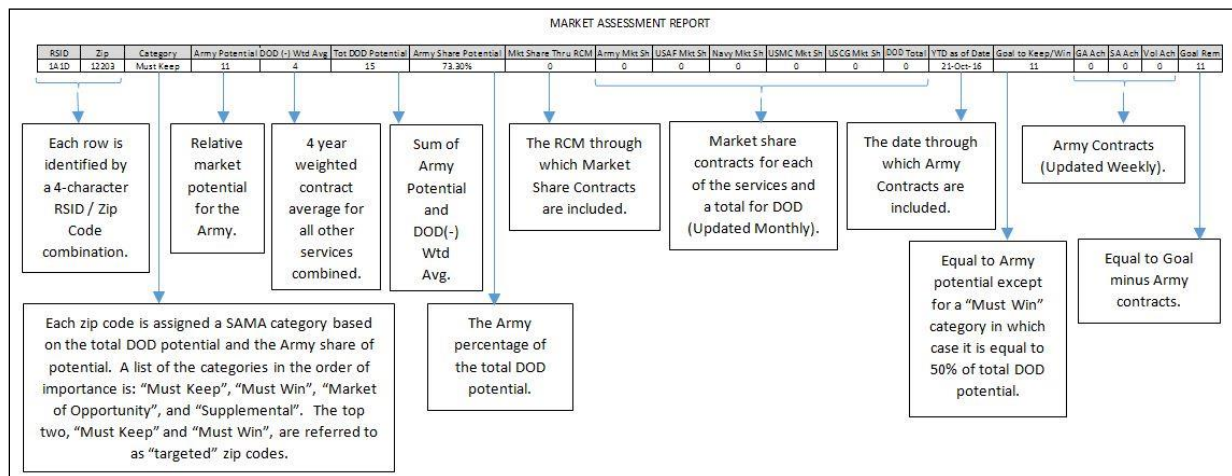 MARKET ASSESSMENT REPORT
RSID Zip Category Army Potential DOD (-) Wtd Avg Tot DOD Potential Army Share Potential Mkt Share Thru RCM Army Mkt Sh USAF Mkt Sh Navy Mkt Sh USMC Mkt Sh USCG Mkt Sh DOD Total YTD as of Date Goal to Keep/Win GA Ach SA Ach Vol Ach Goal Rem
1A1D 12203 Must Keep 11 4 15 73.30% 0 0 0 0 0 0 0 21-Oct-16 11 0 0 0 11
Each row is
identified by
a 4-character
RSID / Zip
Code
combination.
Relative
market
potential
for the
Army.
4 year
weighted
contract
average for
all other
services
combined.
Sum of
Army
Potential
and
DOD(-)
Wtd
Avg.
The RCM through
which Market
Share Contracts
are included.
Market share
contracts for each
of the services and
a total for DOD
(Updated Monthly).
The date through
which Army
Contracts are
included.
Army Contracts
(Updated Weekly).
Each zip code is assigned a SAMA category based
on the total DOD potential and the Army share of
potential. A list of the categories in the order of
importance is: “Must Keep”, “Must Win”, “Market
of Opportunity”, and “Supplemental”. The top
two, “Must Keep” and “Must Win”, are referred to
as “targeted” zip codes.
The Army
percentage of
the total DOD
potential.
Equal to Army
potential except
for a “Must Win”
category in which
case it is equal to
50% of total DOD
potential.
Equal to Goal
minus Army
contracts.